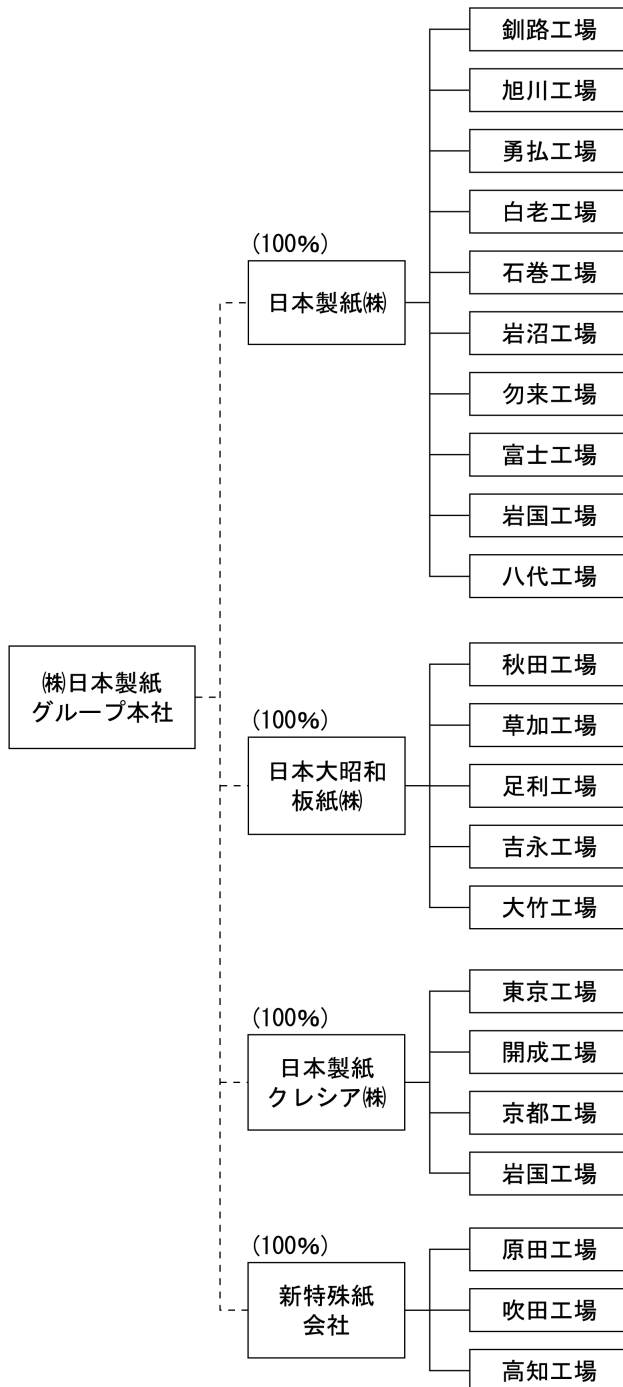 ㈱日本製紙
グループ本社
(100%)
日本製紙㈱
釧路工場
旭川工場
勇払工場
白老工場
石巻工場
岩沼工場
勿来工場
富士工場
岩国工場
八代工場
(100%)
日本大昭和
板紙㈱
秋田工場
草加工場
足利工場
吉永工場
大竹工場
(100%)
日本製紙
クレシア㈱
東京工場
開成工場
京都工場
岩国工場
(100%)
新特殊紙
会社
原田工場
吹田工場
高知工場